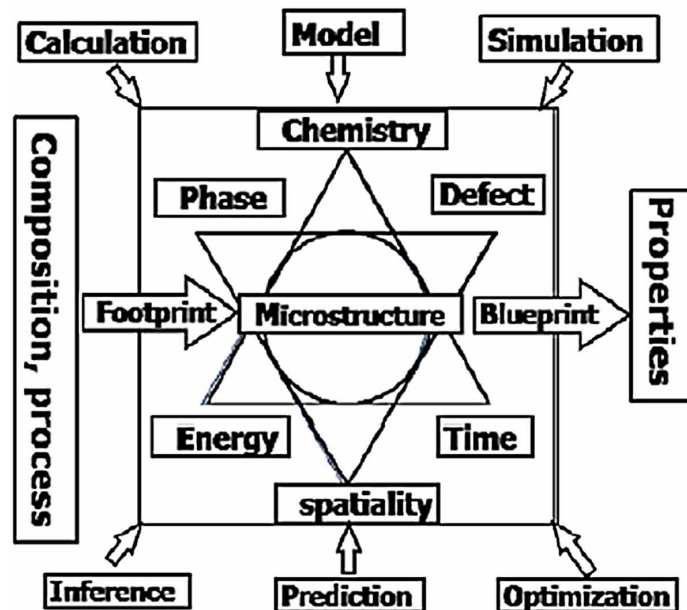 Calculation
Model
Simulation
Chemistry
Phase
Defect
Composition, process
Footprint
Microstructure
Blueprint
Properties
Energy
Time
spatiality
Inference
Prediction
Optimization